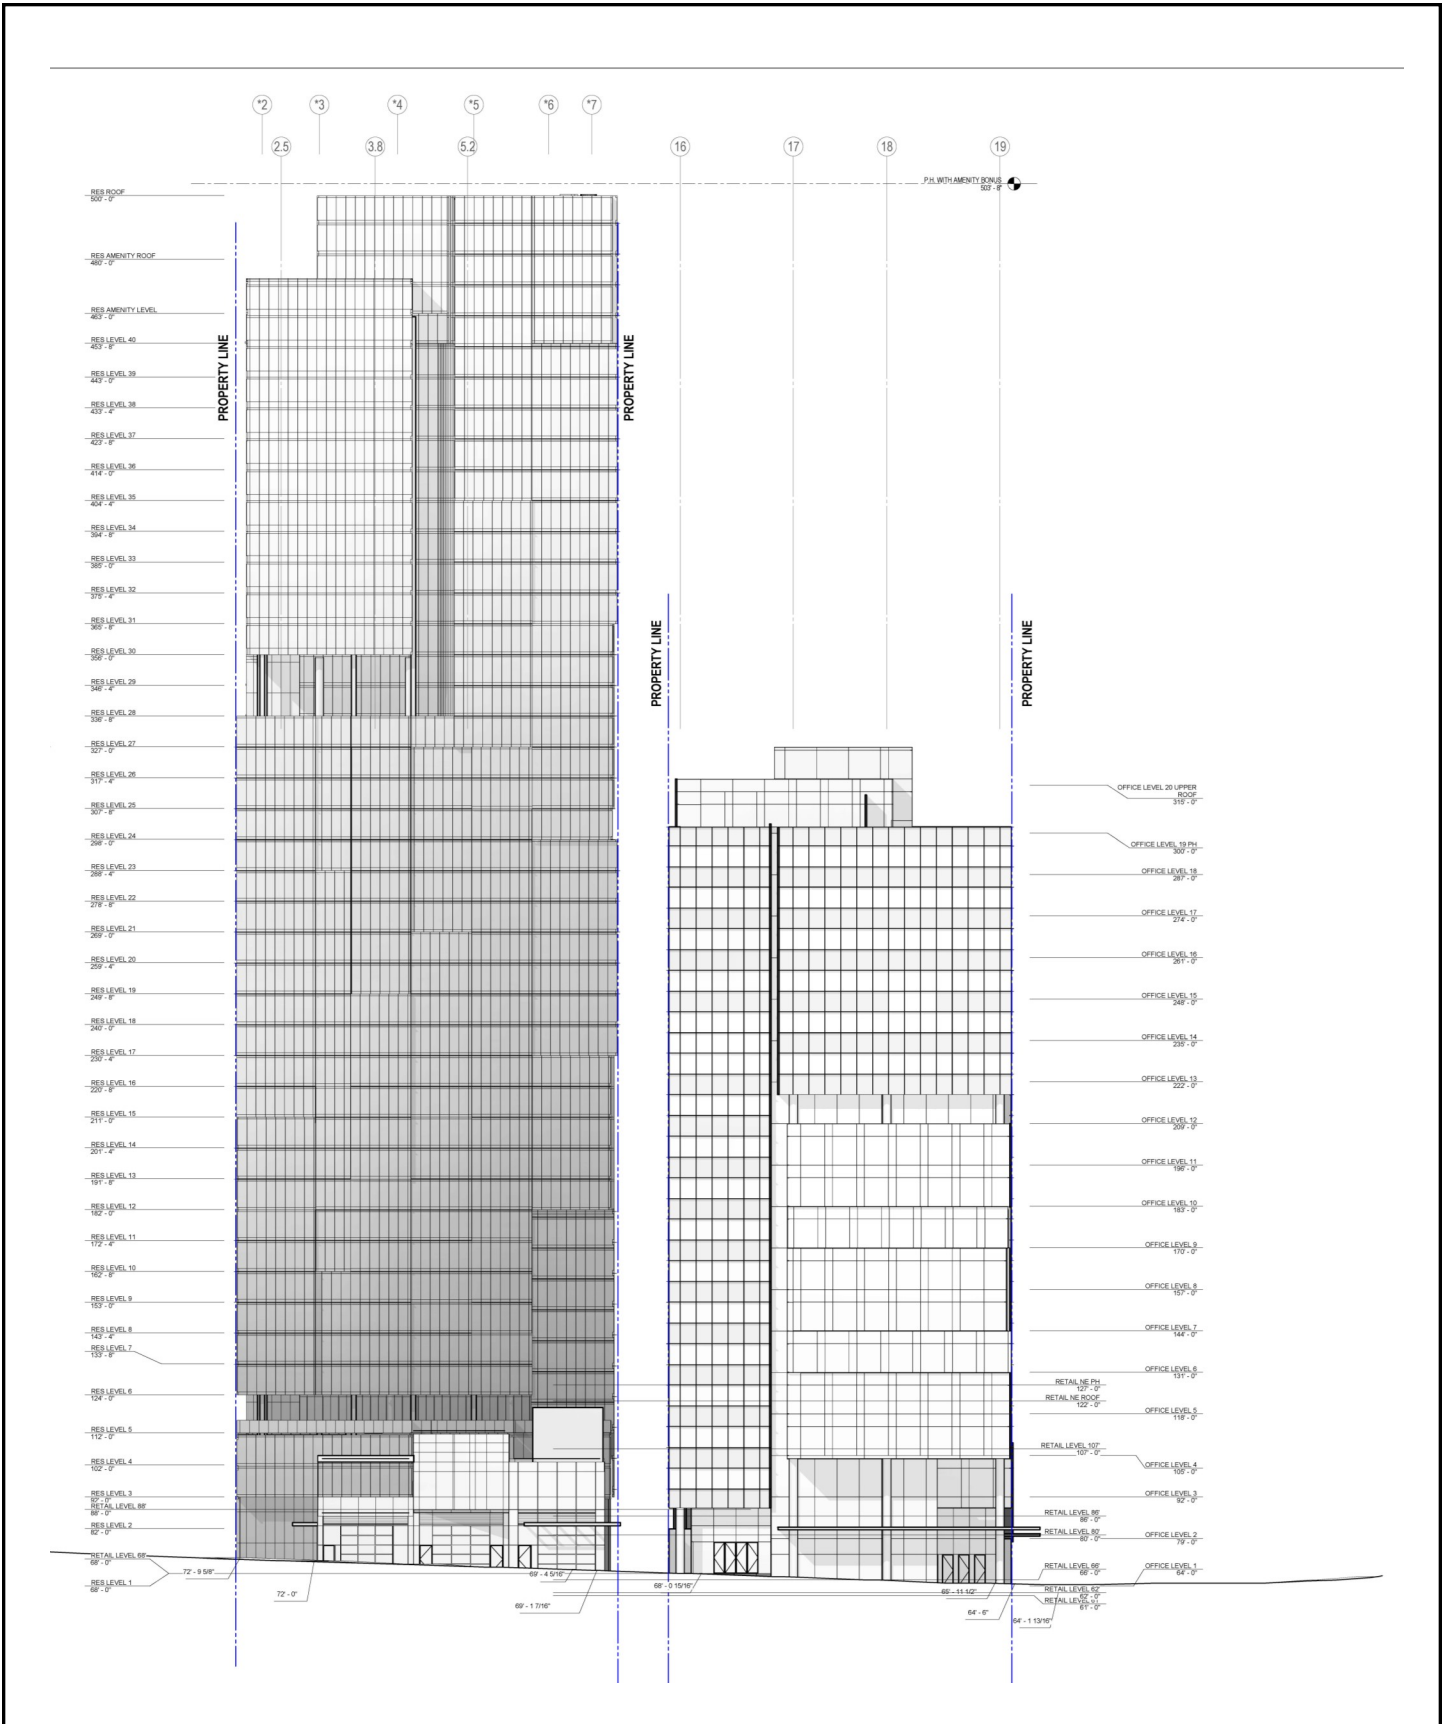 *2
*3
*4
*5
*6
*7
2.5
3.8
5.2
16
17
18
19
P.H. WITH AMENITY BONUS
503' - 8"
RES ROOF
500' - 0"
RES AMENITY ROOF
480' - 0"
RES AMENITY LEVEL
463' - 0"
RES LEVEL 40
453' - 8"
RES LEVEL 39
443' - 0"
RES LEVEL 38
433' - 4"
RES LEVEL 37
423' - 8"
RES LEVEL 36
414' - 0"
RES LEVEL 35
404' - 4"
RES LEVEL 34
394' - 8"
RES LEVEL 33
385' - 0"
RES LEVEL 32
375' - 4"
RES LEVEL 31
365' - 8"
RES LEVEL 30
356' - 0"
RES LEVEL 29
346' - 4"
RES LEVEL 28
336' - 8"
RES LEVEL 27
327' - 0"
RES LEVEL 26
317' - 4"
RES LEVEL 25
307' - 8"
RES LEVEL 24
298' - 0"
RES LEVEL 23
288' - 4"
RES LEVEL 22
278' - 8"
RES LEVEL 21
269' - 0"
RES LEVEL 20
259' - 4"
RES LEVEL 19
249' - 8"
RES LEVEL 18
240' - 0"
RES LEVEL 17
230' - 4"
RES LEVEL 16
220' - 8"
RES LEVEL 15
211' - 0"
RES LEVEL 14
201' - 4"
RES LEVEL 13
191' - 8"
RES LEVEL 12
182' - 0"
RES LEVEL 11
172' - 4"
RES LEVEL 10
162' - 8"
RES LEVEL 9
153' - 0"
RES LEVEL 8
143' - 4"
RES LEVEL 7
133' - 8"
RES LEVEL 6
124' - 0"
RES LEVEL 5
112' - 0"
RES LEVEL 4
102' - 0"
RES LEVEL 3
92' - 0"
RETAIL LEVEL 88'
88' - 0"
RES LEVEL 2
82' - 0"
RETAIL LEVEL 68'
68' - 0"
RES LEVEL 1
68' - 0"
PROPERTY LINE
PROPERTY LINE
PROPERTY LINE
PROPERTY LINE
OFFICE LEVEL 20 UPPER
ROOF
315' - 0"
OFFICE LEVEL 19 PH
300' - 0"
OFFICE LEVEL 18
287' - 0"
OFFICE LEVEL 17
274' - 0"
OFFICE LEVEL 16
261' - 0"
OFFICE LEVEL 15
248' - 0"
OFFICE LEVEL 14
235' - 0"
OFFICE LEVEL 13
222' - 0"
OFFICE LEVEL 12
209' - 0"
OFFICE LEVEL 11
196' - 0"
OFFICE LEVEL 10
183' - 0"
OFFICE LEVEL 9
170' - 0"
OFFICE LEVEL 8
157' - 0"
OFFICE LEVEL 7
144' - 0"
OFFICE LEVEL 6
131' - 0"
RETAIL NE PH
127' - 0"
RETAIL NE ROOF
122' - 0"
OFFICE LEVEL 5
118' - 0"
RETAIL LEVEL 107'
107' - 0"
OFFICE LEVEL 4
105' - 0"
OFFICE LEVEL 3
92' - 0"
RETAIL LEVEL 86'
86' - 0"
RETAIL LEVEL 80'
80' - 0"
OFFICE LEVEL 2
79' - 0"
RETAIL LEVEL 66'
66' - 0"
OFFICE LEVEL 1
64' - 0"
RETAIL LEVEL 62'
62' - 0"
RETAIL
61' - 0"
72' - 9 5/8"
72' - 0"
69' - 4 5/16"
69' - 1 7/16"
68' - 0 15/16"
65' - 11 1/2"
64' - 6"
64' - 1 13/16"